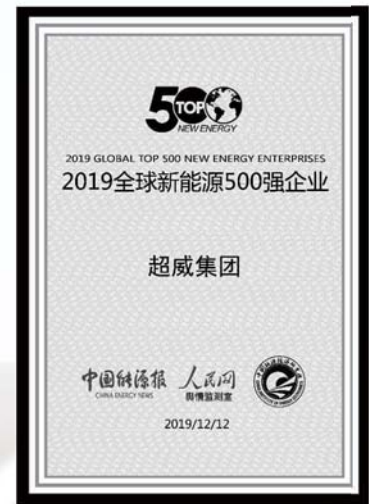 500
TOP
NEW ENERGY
2019 GLOBAL TOP 500 NEW ENERGY ENTERPRISES
2019全球新能源500强企业
超威集团
中国能源报 人民网
CHINA ENERGY NEWS 舆情监测室
2019/12/12